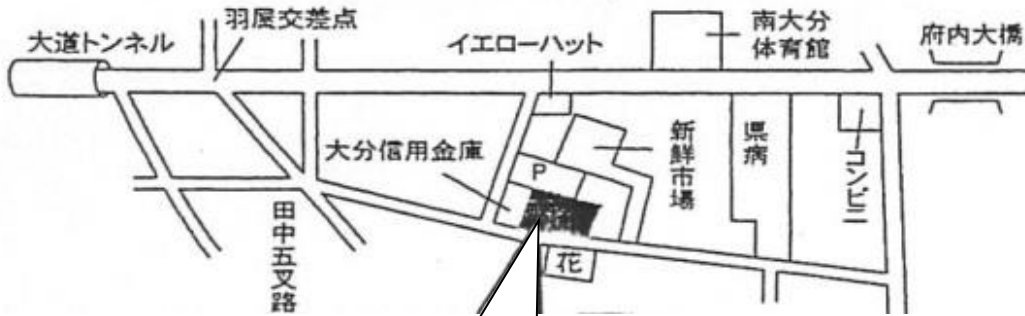 大道トンネル
羽屋交差点
イエローハット
南大分
体育館
府内大橋
大分信用金庫
P
新鮮市場
県病
コンビニ
田中五叉路
花